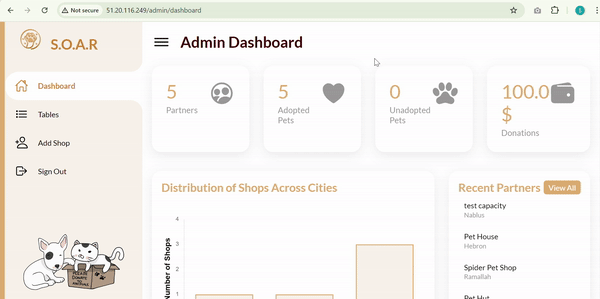 Not secure
51.20.116.249/admin/dashboard
S.O.A.R
Admin Dashboard
Dashboard
Tables
Add Shop
Sign Out
5
Partners
5
Adopted
Pets
0
Unadopted
Pets
100.0
$
Donations
Distribution of Shops Across Cities
4
3
2
1
Number of Shops
Recent Partners
View All
test capacity
Nablus
Pet House
Hebron
Spider Pet Shop
Ramallah
Pet Hut
PLEASE
DONATE